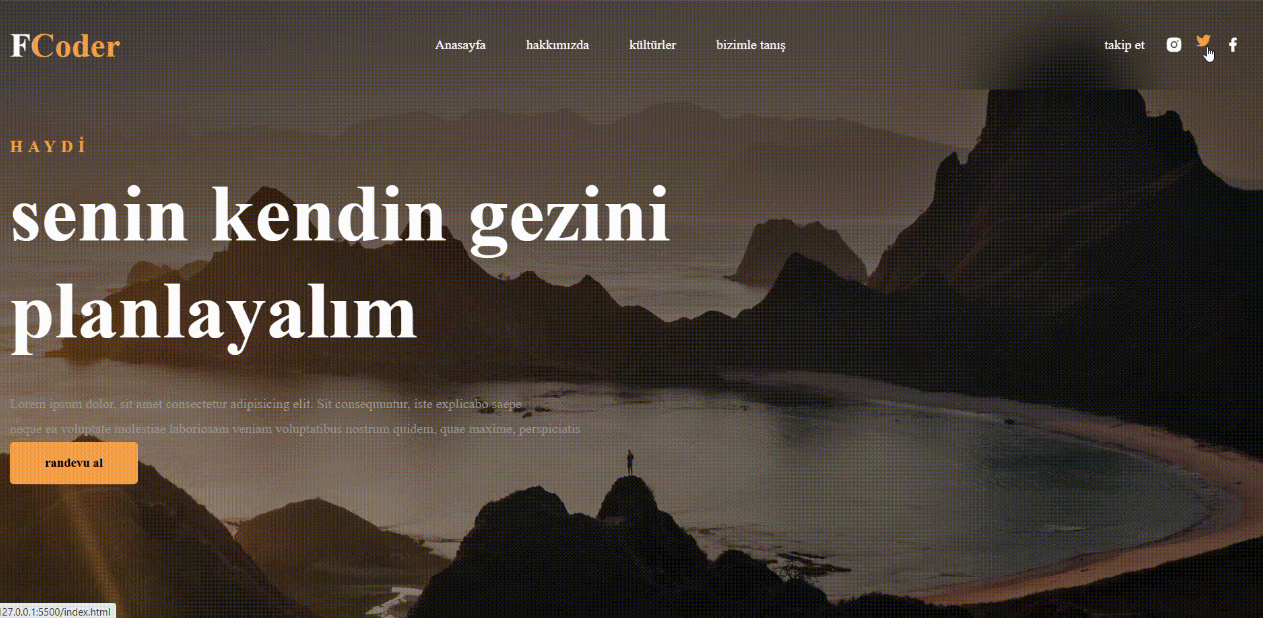 FCoder
Anasayfa hakkımızda kültürler bizimle tanış
takip et
HAYDİ
senin kendin gezini
planlayalım
Lorem ipsum dolor, sit amet consectetur adipisicing elit. Sit consequuntur, iste explicabo saepe
neque ea voluptate molestiae laboriosam veniam voluptatibus nostrum quidem, quae maxime, perspiciatis
randevu al
127.0.0.1:5500/index.html